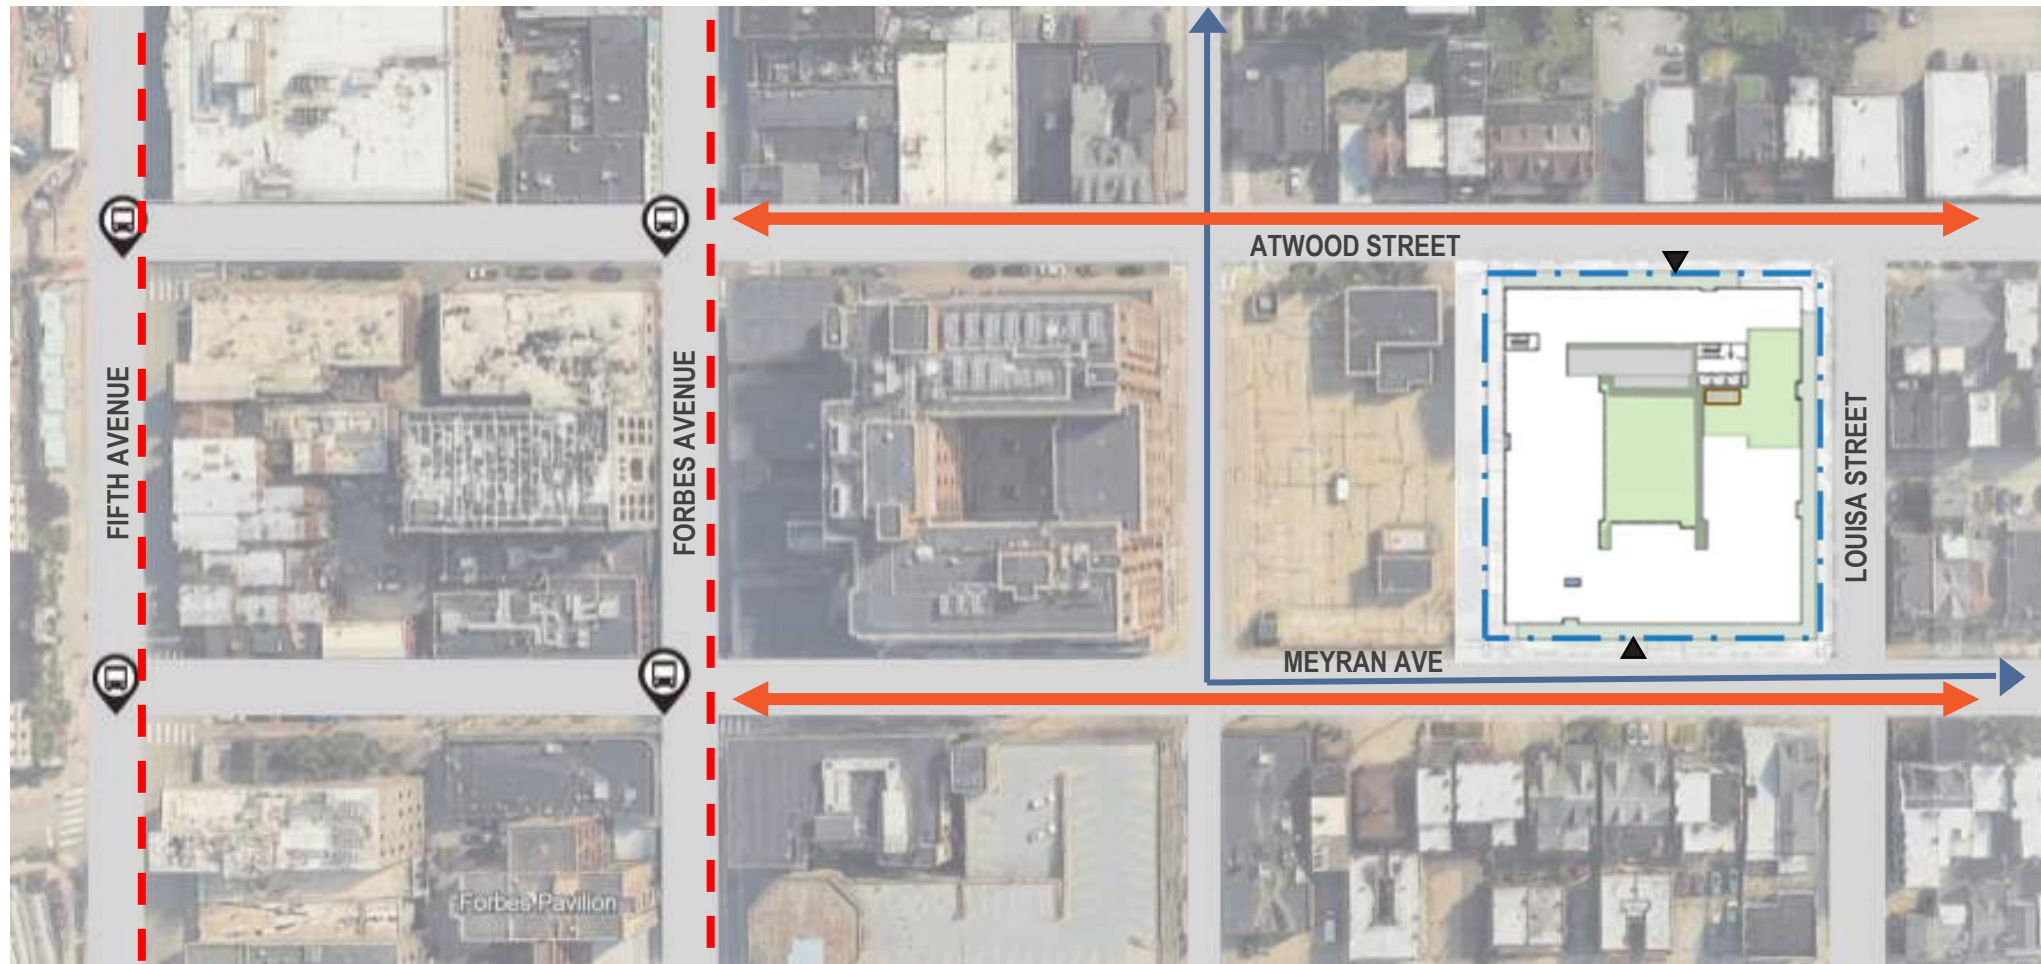 ATWOOD STREET
FIFTH AVENUE
FORBES AVENUE
LOUISA STREET
MEYRAN AVE
Forbes Pavilion